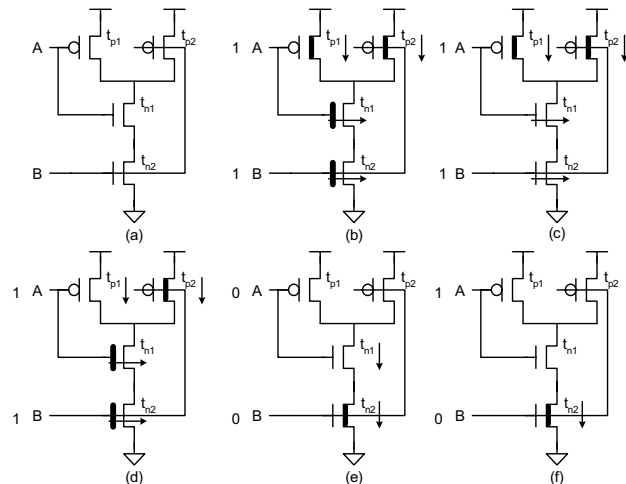 A t_p1 t_p2
t_n1
B t_n2
(a)
1 A t_p1 t_p2
t_n1
1 B t_n2
(b)
1 A t_p1 t_p2
t_n1
1 B t_n2
(c)
1 A t_p1 t_p2
t_n1
1 B t_n2
(d)
0 A t_p1 t_p2
t_n1
0 B t_n2
(e)
1 A t_p1 t_p2
t_n1
0 B t_n2
(f)